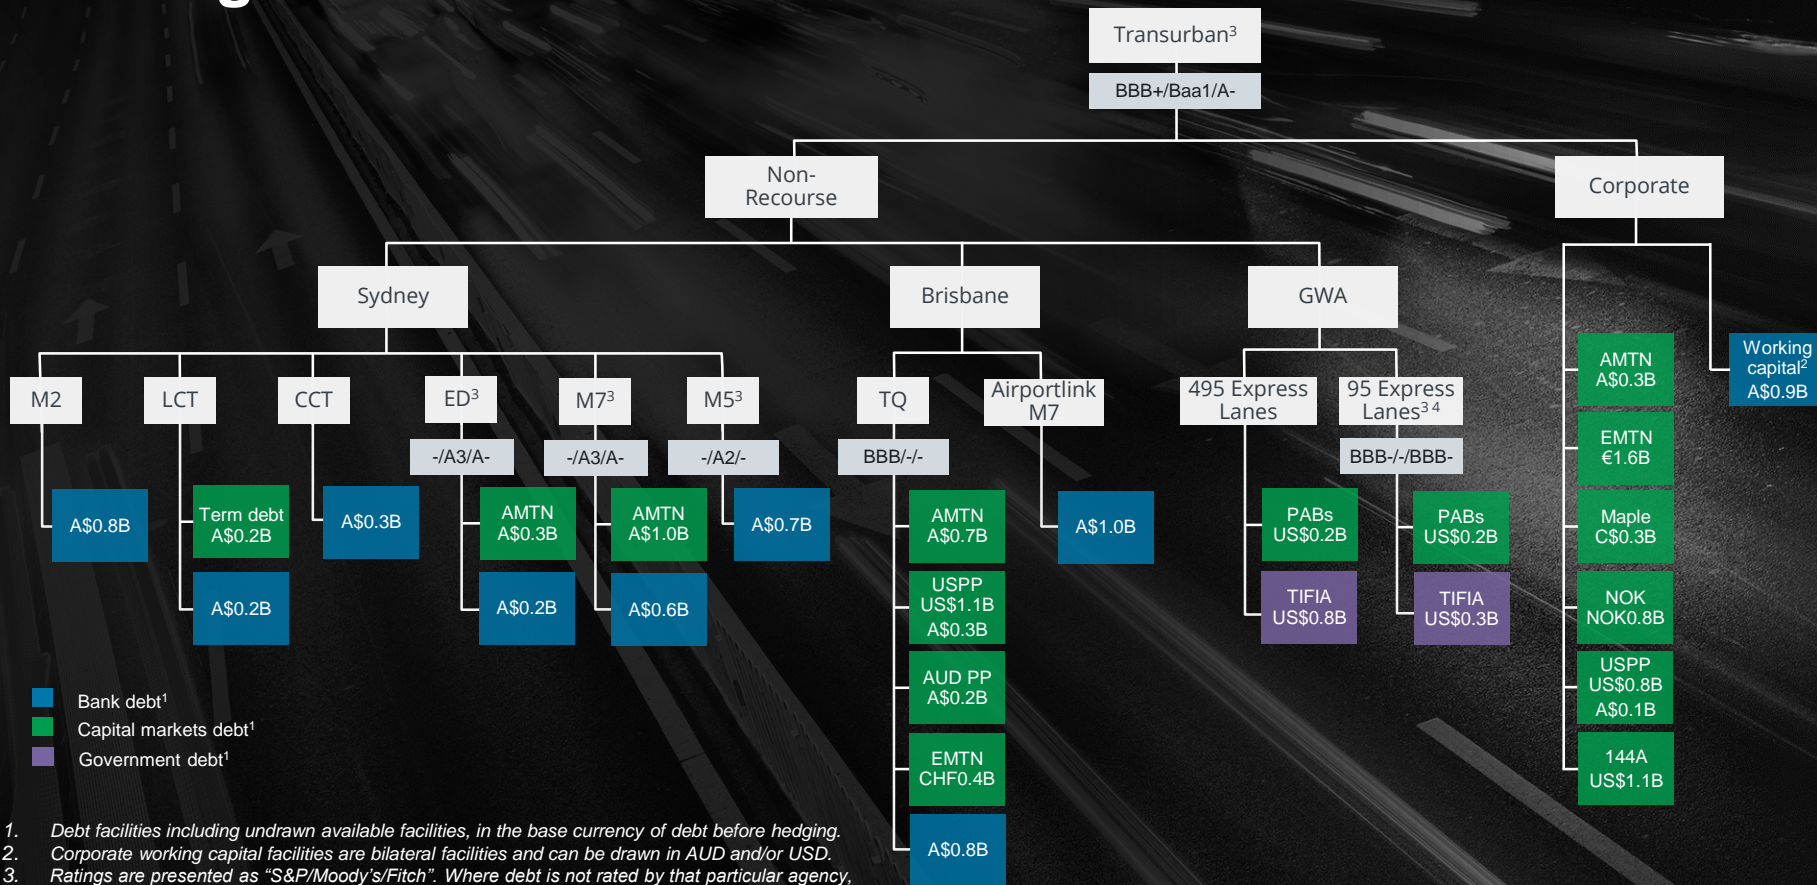 Transurban³
BBB+/Baa1/A-
Non-
Recourse
Corporate
Sydney
Brisbane
GWA
M2
LCT
CCT
ED³
M7³
M5³
TQ
Airportlink
M7
495 Express
Lanes
95 Express
Lanes³ ⁴
-/A3/A-
-/A3/A-
-/A2/-
BBB/-/-
BBB-/-/BBB-
A$0.8B
Term debt
A$0.2B
A$0.2B
A$0.3B
AMTN
A$0.3B
A$0.2B
AMTN
A$1.0B
A$0.6B
A$0.7B
AMTN
A$0.7B
USPP
US$1.1B
A$0.3B
AUD PP
A$0.2B
EMTN
CHF0.4B
A$0.8B
A$1.0B
PABs
US$0.2B
TIFIA
US$0.8B
PABs
US$0.2B
TIFIA
US$0.3B
AMTN
A$0.3B
EMTN
€1.6B
Maple
C$0.3B
NOK
NOK0.8B
USPP
US$0.8B
A$0.1B
144A
US$1.1B
Working
capital²
A$0.9B
Bank debt¹
Capital markets debt¹
Government debt¹
1. Debt facilities including undrawn available facilities, in the base currency of debt before hedging.
2. Corporate working capital facilities are bilateral facilities and can be drawn in AUD and/or USD.
3. Ratings are presented as “S&P/Moody’s/Fitch”. Where debt is not rated by that particular agency,